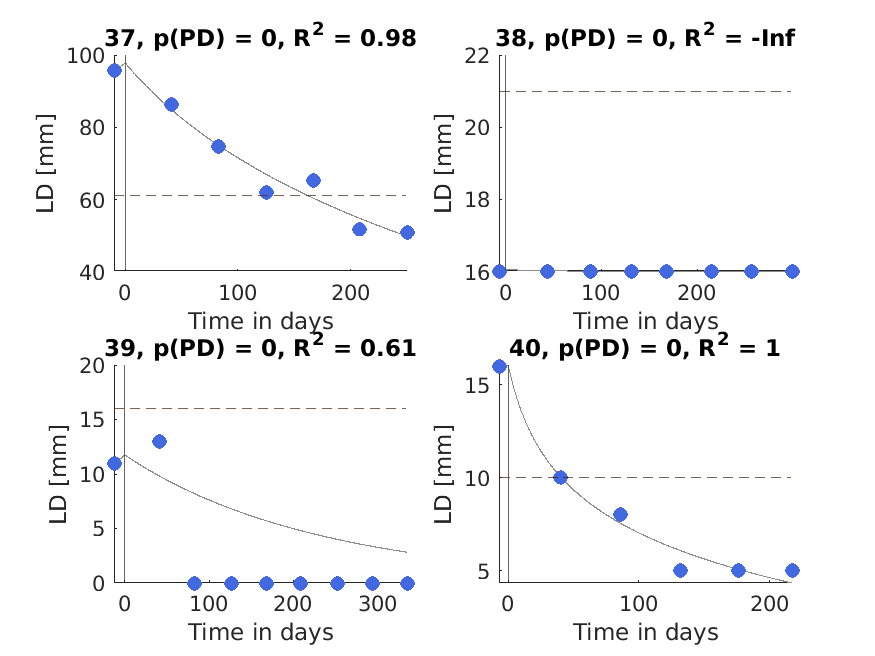 37, p(PD) = 0, R² = 0.98
100
80
60
40
LD [mm]
0
100
200
Time in days
38, p(PD) = 0, R² = -Inf
22
20
18
16
LD [mm]
0
100
200
Time in days
39, p(PD) = 0, R² = 0.61
20
15
10
5
0
LD [mm]
0
100
200
300
Time in days
40, p(PD) = 0, R² = 1
15
10
5
LD [mm]
0
100
200
Time in days